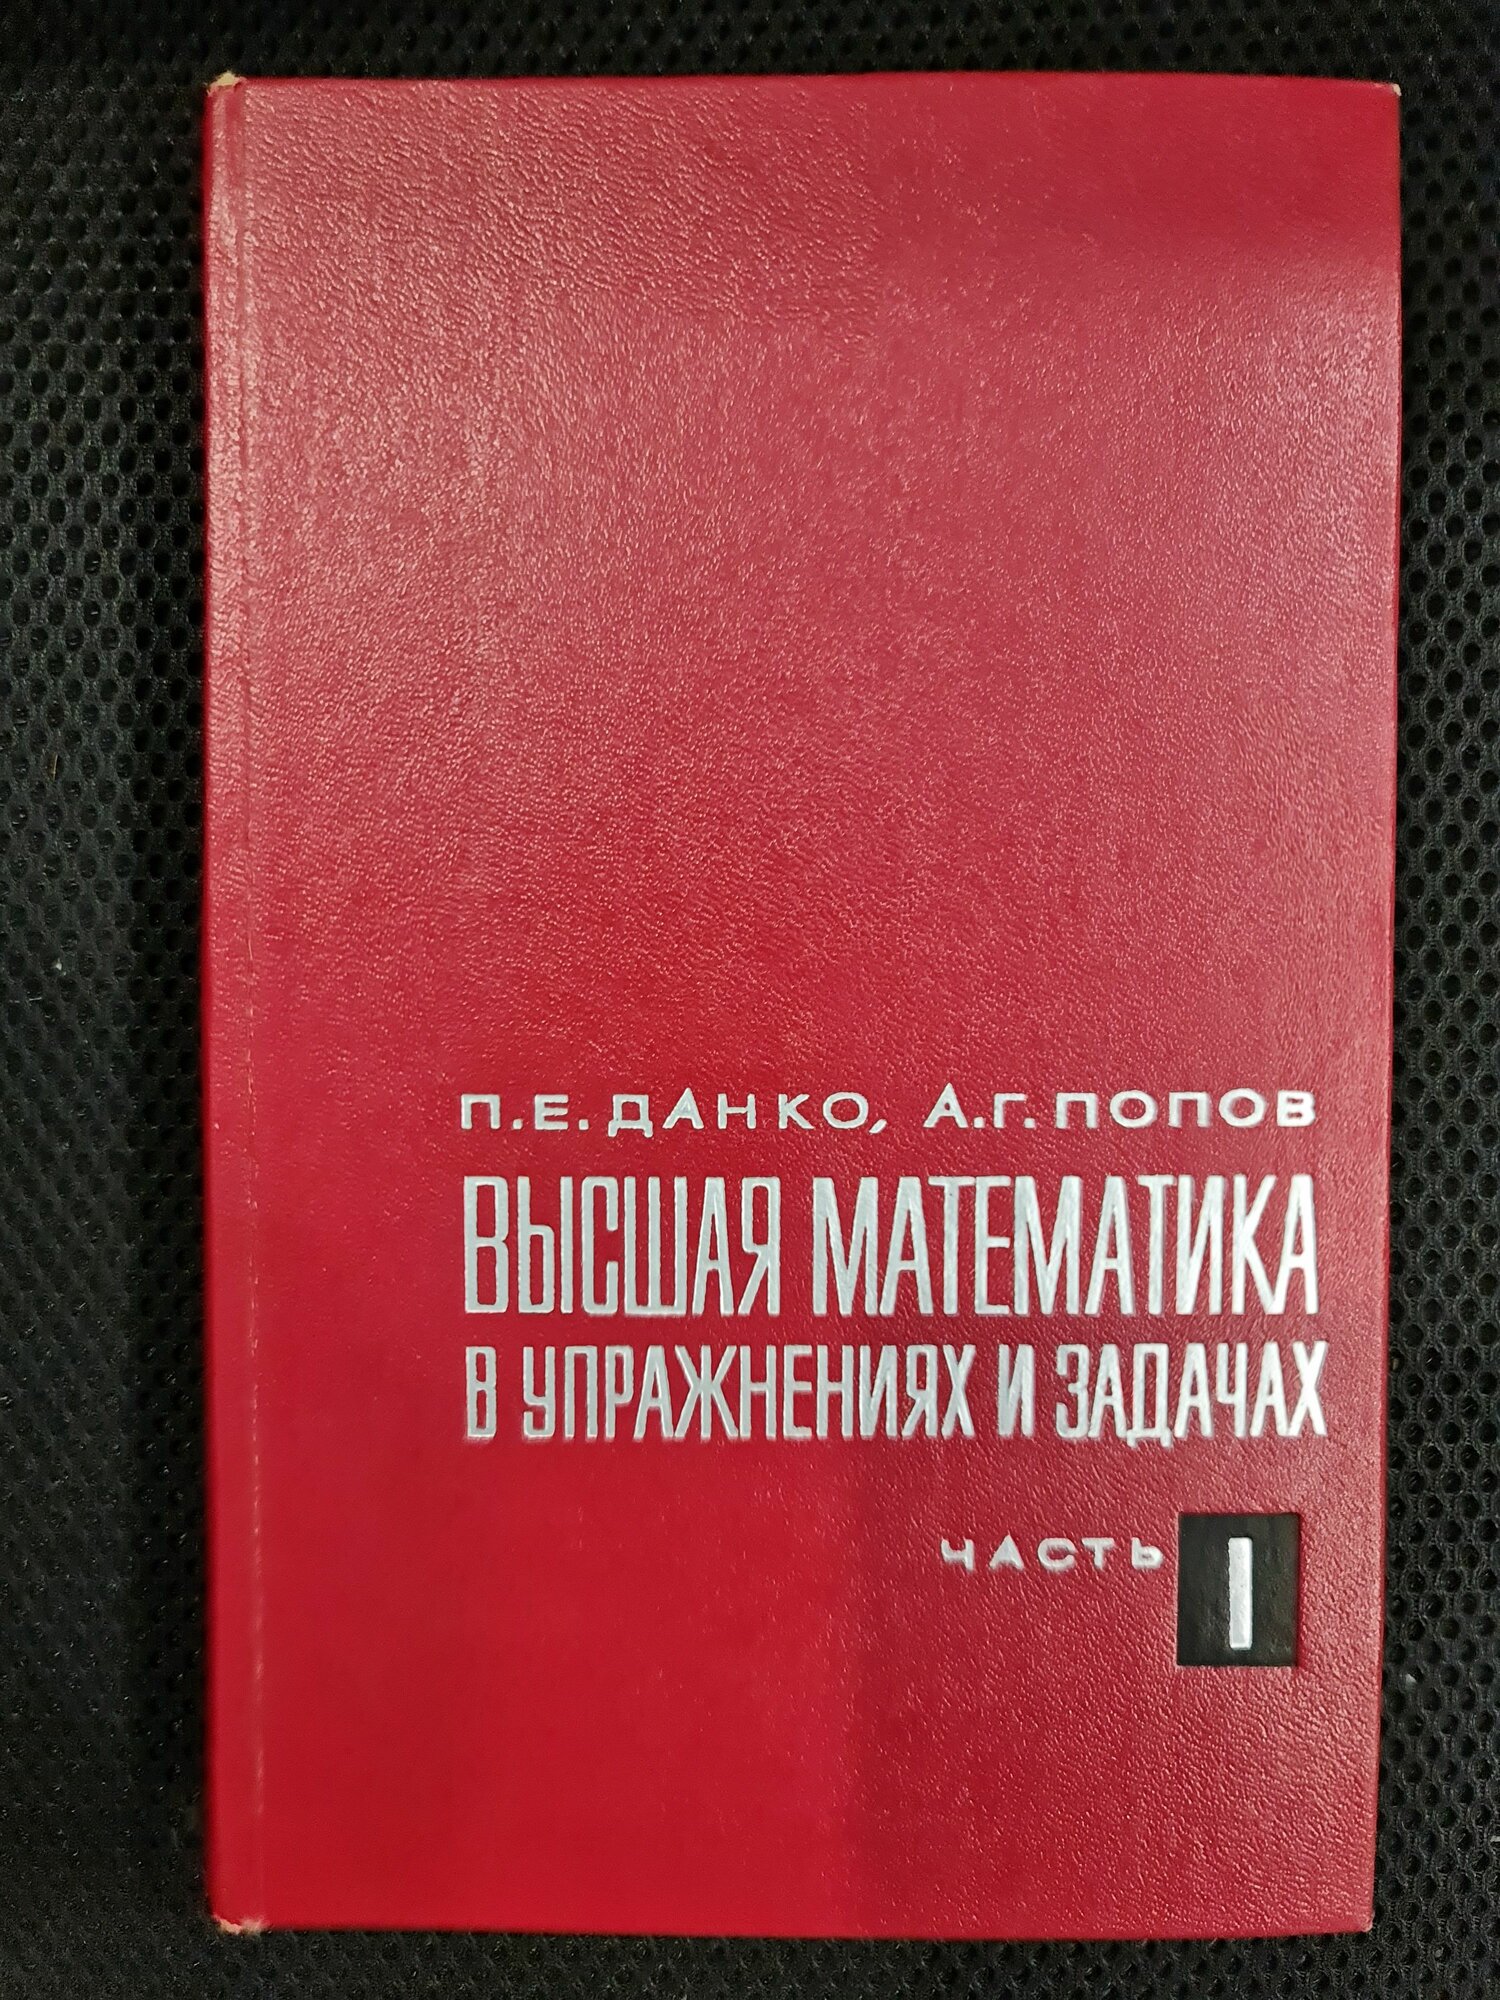 П.Е. ДАНКО, А.Г. ПОПОВ
ВЫСШАЯ МАТЕМАТИКА
В УПРАЖНЕНИЯХ И ЗАДАЧАХ
ЧАСТЬ I